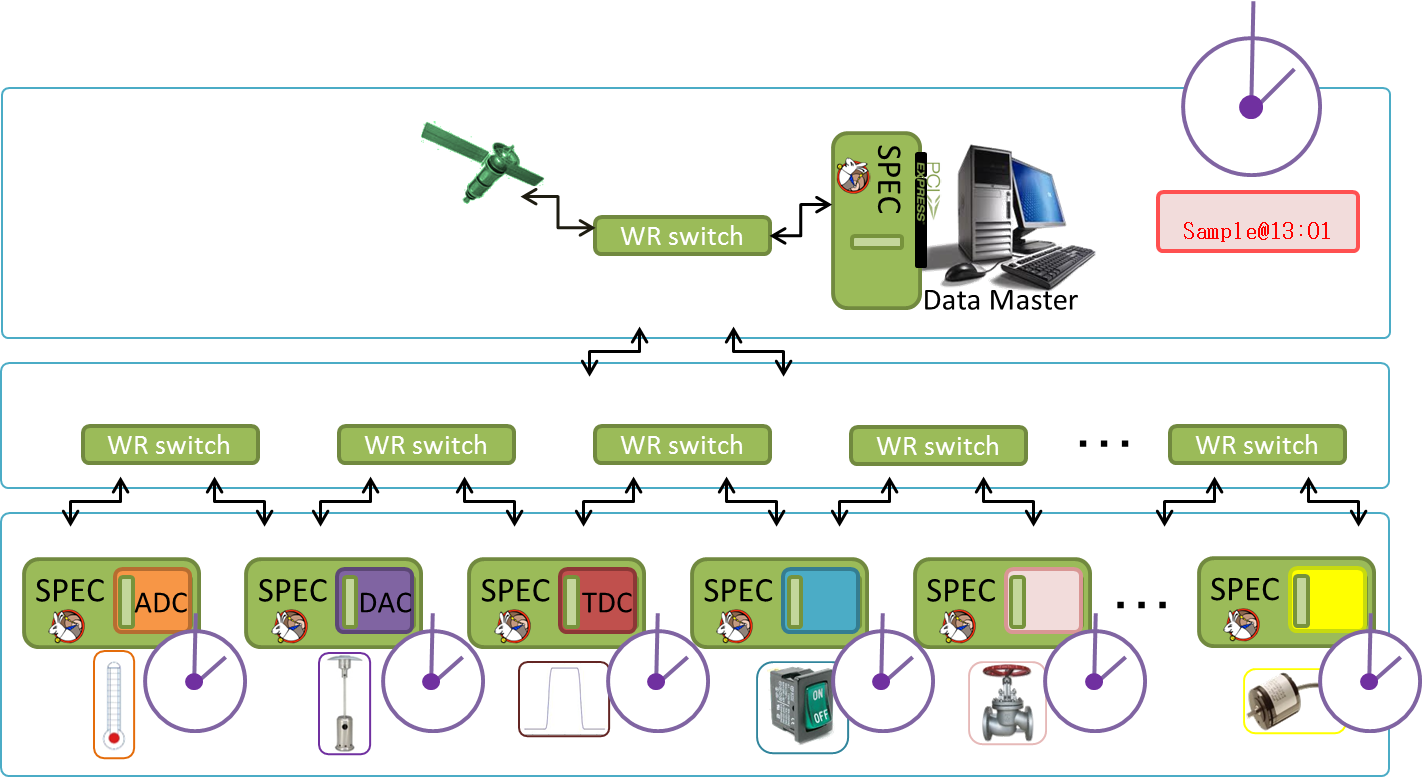 SPEC
PCI
EXPRESS
WR switch
Sample@13:01
Data Master
WR switch
WR switch
WR switch
WR switch
...
WR switch
SPEC
ADC
SPEC
DAC
SPEC
TDC
SPEC
SPEC
...
SPEC
ON
OFF